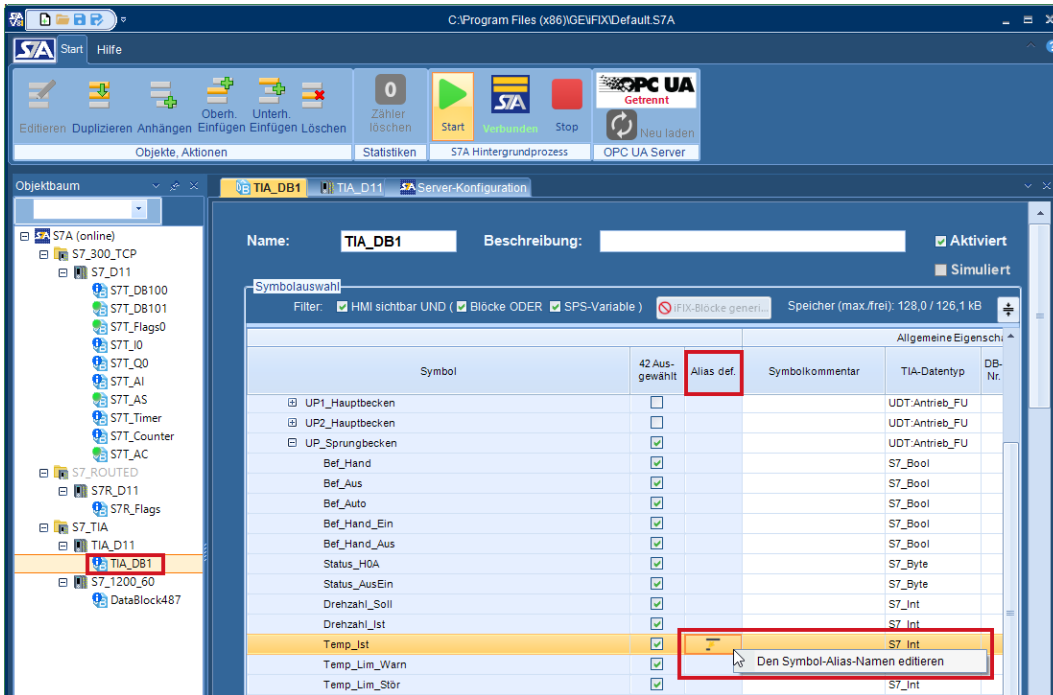 C:\Program Files (x86)\GE\iFIX\Default.S7A
S7A Start Hilfe
Editieren Duplizieren Anhängen Oberh. Einfügen Unterh. Einfügen Löschen
Objekte, Aktionen
0
Zähler löschen
Statistiken
Start
S7A
Verbunden
Stop
S7A Hintergrundprozess
OPC UA
Getrennt
Neu laden
OPC UA Server
Objektbaum
S7A (online)
S7_300_TCP
S7_D11
S7T_DB100
S7T_DB101
S7T_Flags0
S7T_I0
S7T_Q0
S7T_AI
S7T_AS
S7T_Timer
S7T_Counter
S7T_AC
S7_ROUTED
S7R_D11
S7R_Flags
S7_TIA
TIA_D11
TIA_DB1
S7_1200_60
DataBlock487
TIA_DB1 TIA_D11 Server-Konfiguration
Name: TIA_DB1 Beschreibung: Aktiviert
Simuliert
Symbolauswahl
Filter: HMI sichtbar UND ( Blöcke ODER SPS-Variable ) iFIX-Blöcke generi... Speicher (max./frei): 128,0 / 126,1 kB
Allgemeine Eigenscha
Symbol 42 Aus-gewählt Alias def. Symbolkommentar TIA-Datentyp DB-Nr.
UP1_Hauptbecken UDT:Antrieb_FU
UP2_Hauptbecken UDT:Antrieb_FU
UP_Sprungbecken UDT:Antrieb_FU
Bef_Hand S7_Bool
Bef_Aus S7_Bool
Bef_Auto S7_Bool
Bef_Hand_Ein S7_Bool
Bef_Hand_Aus S7_Bool
Status_H0A S7_Byte
Status_AusEin S7_Byte
Drehzahl_Soll S7_Int
Drehzahl_Ist S7_Int
Temp_Ist S7_Int
Temp_Lim_Warn
Den Symbol-Alias-Namen editieren
Temp_Lim_Stör S7_Int